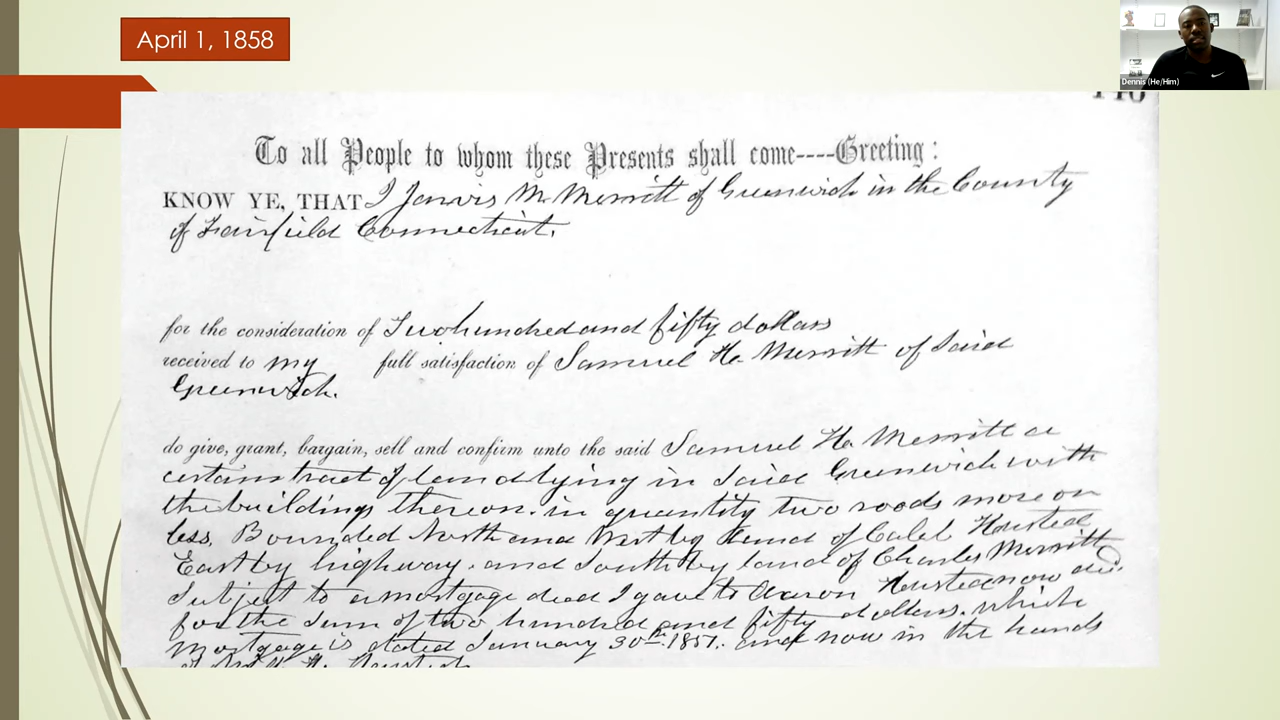 April 1, 1858
Dennis (He/Him)
To all People to whom these Presents shall come----Greeting:
KNOW YE, THAT I Jarvis M Merritt of Greenwich in the County
of Fairfield Connecticut.
for the consideration of Two hundred and fifty dollars
received to my full satisfaction of Samuel H. Merritt of Said
Greenwich.
do give, grant, bargain, sell and confirm unto the said Samuel H. Merritt a
certain tract of land lying in Said Greenwich with
the buildings thereon. in quantity two roods more or
less, Bounded North and West by land of Caleb Husted
East by highway. and South by land of Charles Merritt
Subject to a mortgage deed I gave to Aaron Husted now decd.
for the Sum of two hundred and fifty dollars. which
mortgage is dated January 30th 1851. and now in the hands